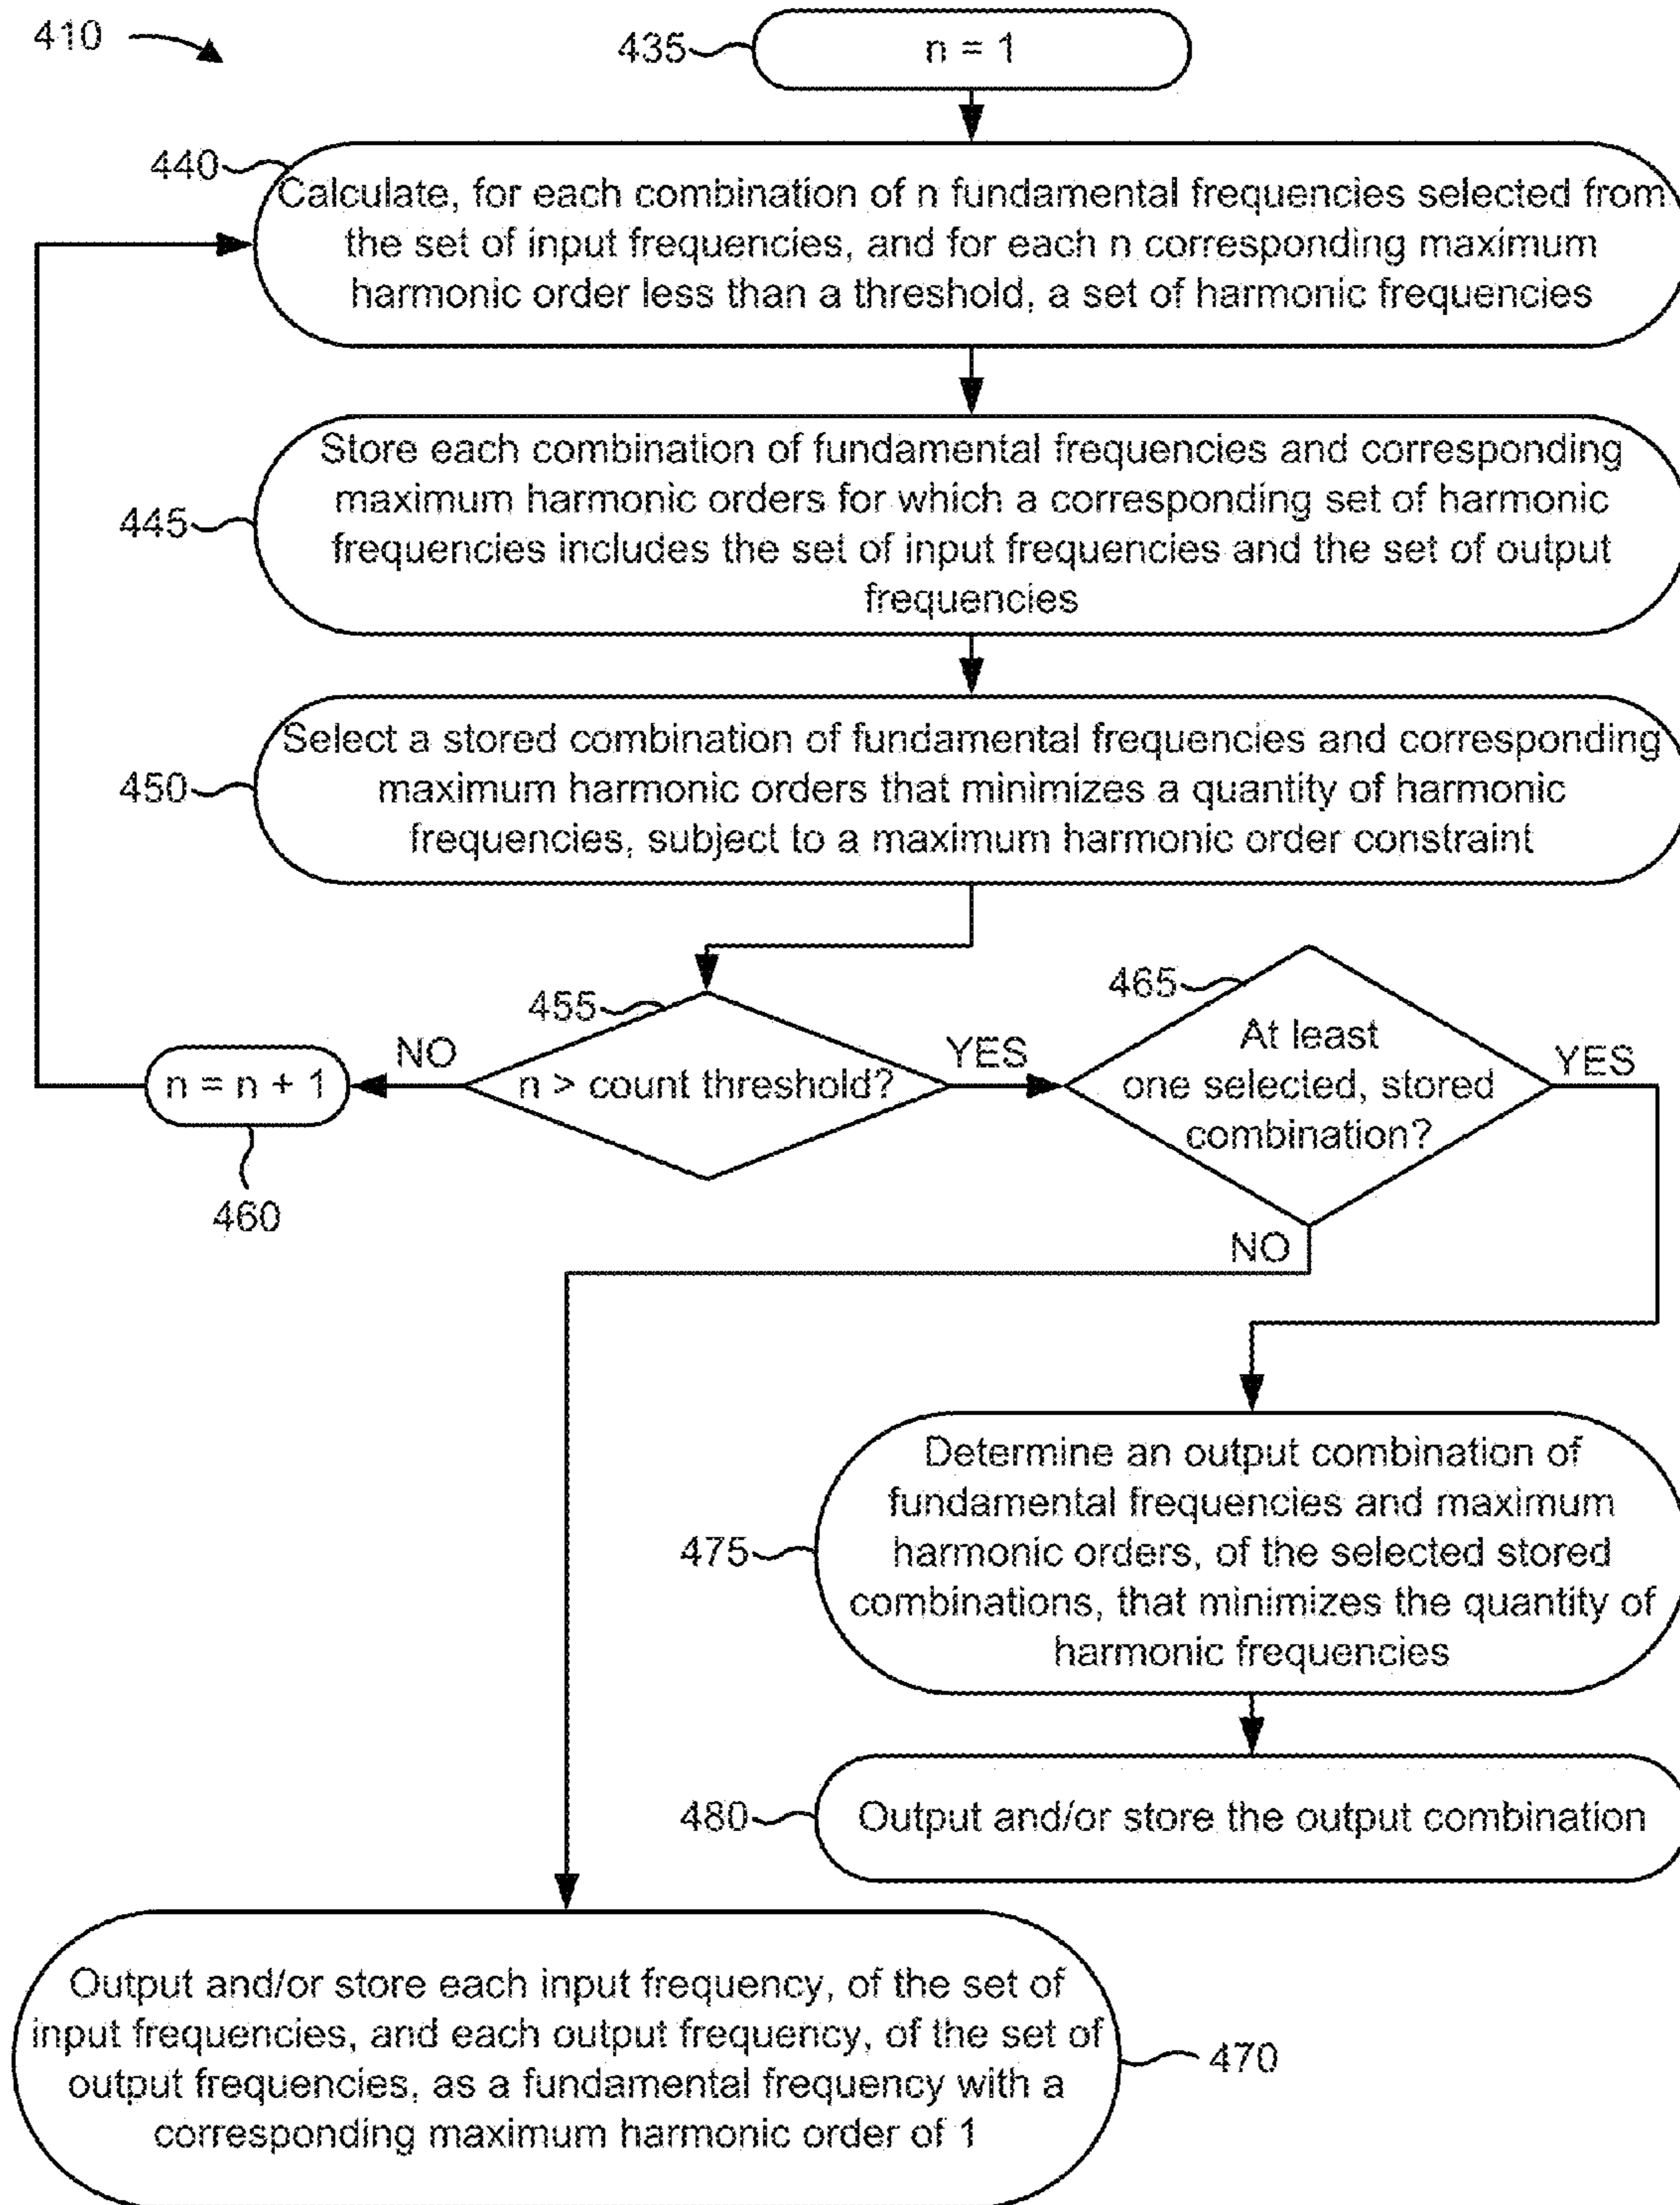 410
435
n = 1
440
Calculate, for each combination of n fundamental frequencies selected from
the set of input frequencies, and for each n corresponding maximum
harmonic order less than a threshold, a set of harmonic frequencies
Store each combination of fundamental frequencies and corresponding
maximum harmonic orders for which a corresponding set of harmonic
445
frequencies includes the set of input frequencies and the set of output
frequencies
Select a stored combination of fundamental frequencies and corresponding
450
maximum harmonic orders that minimizes a quantity of harmonic
frequencies, subject to a maximum harmonic order constraint
455
465
NO
n > count threshold?
YES
At least
one selected, stored
combination?
YES
n = n + 1
460
NO
Determine an output combination of
fundamental frequencies and maximum
475
harmonic orders, of the selected stored
combinations, that minimizes the quantity of
harmonic frequencies
480
Output and/or store the output combination
Output and/or store each input frequency, of the set of
input frequencies, and each output frequency, of the set of
output frequencies, as a fundamental frequency with a
corresponding maximum harmonic order of 1
470